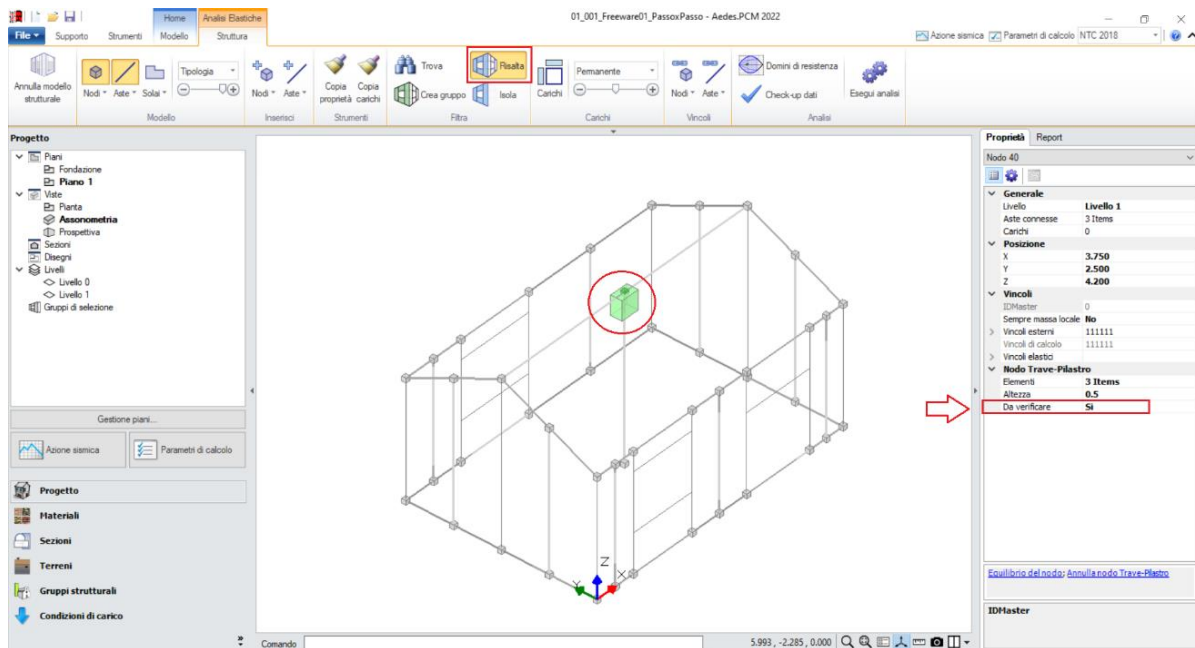 Home Analisi Elastiche
01_001_Freeware01_PassoxPasso - Aedes.PCM 2022
File Supporto Strumenti Modello Struttura
Azione sismica Parametri di calcolo NTC 2018
Annulla modello strutturale
Nodi Aste Solai
Tipologia
Modello
Nodi Aste
Inserisci
Copia proprietà
Copia carichi
Strumenti
Trova
Crea gruppo
Risalta
Isola
Filtra
Carichi
Permanente
Carichi
Nodi Aste
Vincoli
Domini di resistenza
Check-up dati
Esegui analisi
Analisi
Progetto
Piani
Fondazione
Piano 1
Viste
Pianta
Assonometria
Prospettiva
Sezioni
Disegni
Livelli
Livello 0
Livello 1
Gruppi di selezione
Gestione piani...
Azione sismica
Parametri di calcolo
Progetto
Materiali
Sezioni
Terreni
Gruppi strutturali
Condizioni di carico
Z
Y
X
Comando
5.993 , -2.285 , 0.000
Proprietà Report
Nodo 40
Generale
Livello Livello 1
Aste connesse 3 Items
Carichi 0
Posizione
X 3.750
Y 2.500
Z 4.200
Vincoli
IDMaster 0
Sempre massa locale No
Vincoli esterni 111111
Vincoli di calcolo 111111
Vincoli elastici
Nodo Trave-Pilastro
Elementi 3 Items
Altezza 0.5
Da verificare Sì
Equilibrio del nodo; Annulla nodo Trave-Pilastro
IDMaster